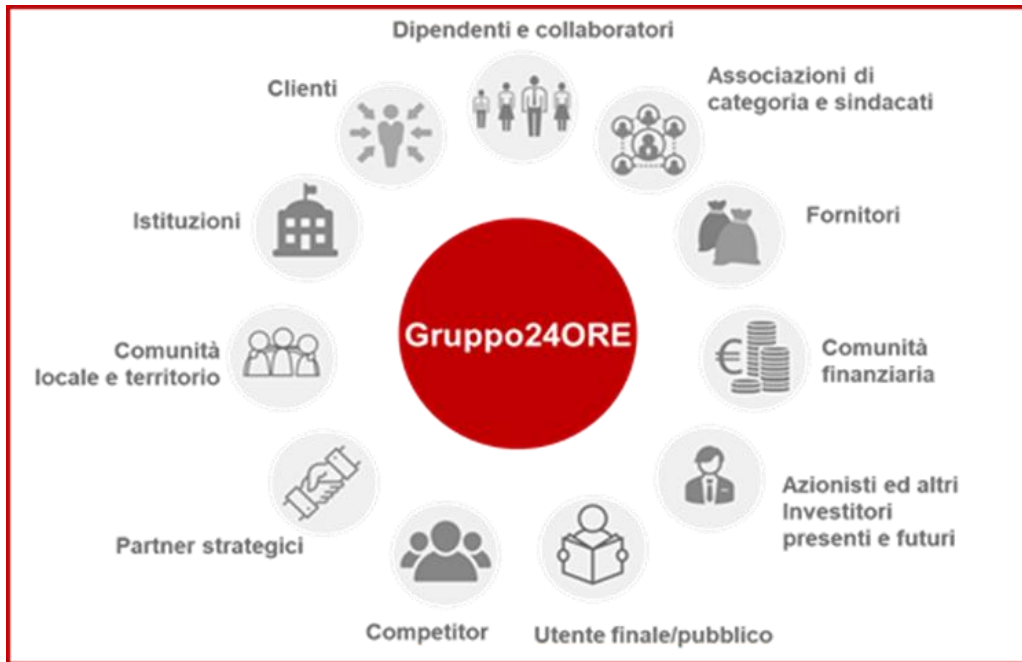 Dipendenti e collaboratori
Clienti
Associazioni di
categoria e sindacati
Istituzioni
Fornitori
Gruppo24ORE
Comunità
locale e territorio
Comunità
finanziaria
Azionisti ed altri
Investitori
presenti e futuri
Partner strategici
Competitor
Utente finale/pubblico